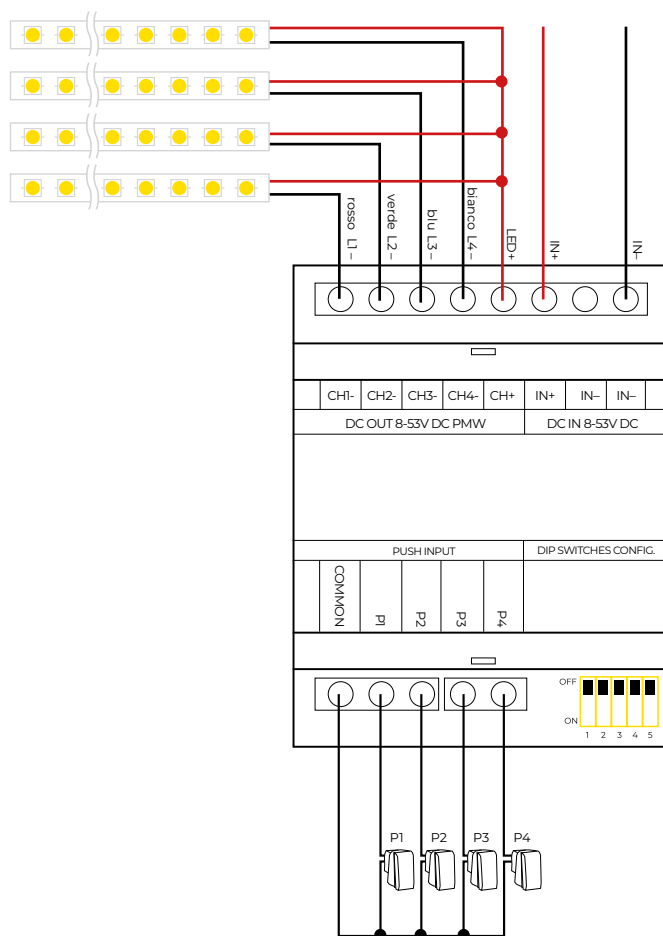 rosso L1 –
verde L2 –
blu L3 –
bianco L4 –
LED+
IN+
IN–
CH1- CH2- CH3- CH4- CH+ IN+ IN– IN–
DC OUT 8-53V DC PMW DC IN 8-53V DC
PUSH INPUT DIP SWITCHES CONFIG.
COMMON P1 P2 P3 P4
OFF
ON
1 2 3 4 5
P1 P2 P3 P4